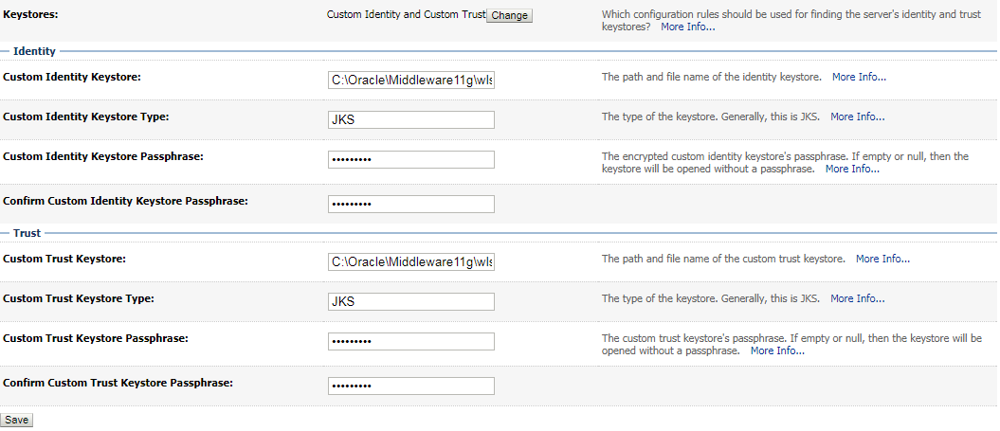 Keystores: Custom Identity and Custom Trust Change Which configuration rules should be used for finding the server's identity and trust
keystores? More Info...
Identity
Custom Identity Keystore: C:\Oracle\Middleware11g\wls The path and file name of the identity keystore. More Info...
Custom Identity Keystore Type: JKS The type of the keystore. Generally, this is JKS. More Info...
Custom Identity Keystore Passphrase: ••••••••• The encrypted custom identity keystore's passphrase. If empty or null, then the
keystore will be opened without a passphrase. More Info...
Confirm Custom Identity Keystore Passphrase: •••••••••
Trust
Custom Trust Keystore: C:\Oracle\Middleware11g\wls The path and file name of the custom trust keystore. More Info...
Custom Trust Keystore Type: JKS The type of the keystore. Generally, this is JKS. More Info...
Custom Trust Keystore Passphrase: ••••••••• The custom trust keystore's passphrase. If empty or null, then the keystore will be
opened without a passphrase. More Info...
Confirm Custom Trust Keystore Passphrase: •••••••••
Save